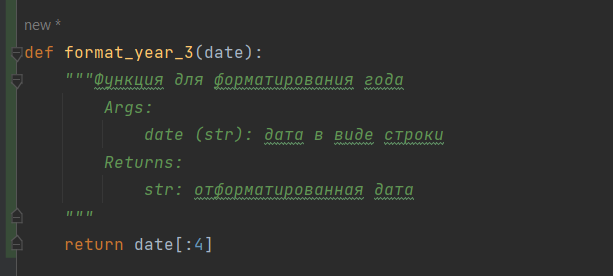 new *
def format_year_3(date):
"""Функция для форматирования года
Args:
date (str): дата в виде строки
Returns:
str: отформатированная дата
"""
return date[:4]